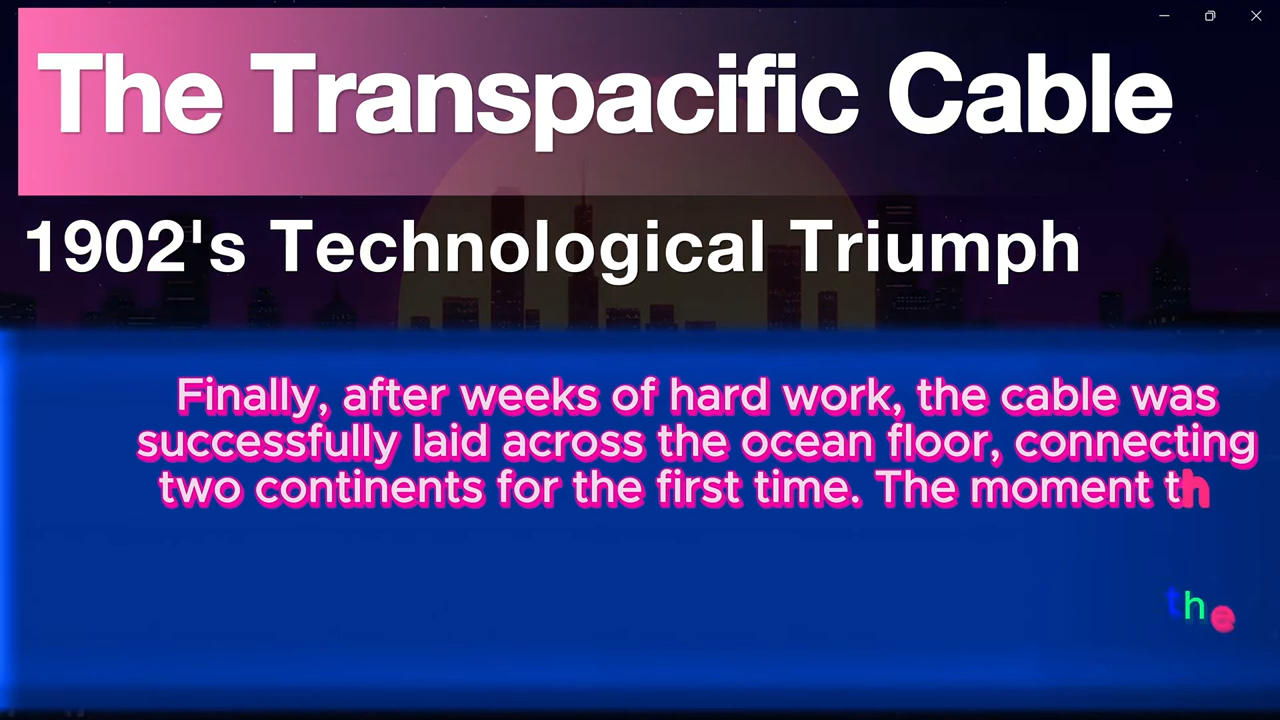 The Transpacific Cable
1902's Technological Triumph
Finally, after weeks of hard work, the cable was
successfully laid across the ocean floor, connecting
two continents for the first time. The moment th
the